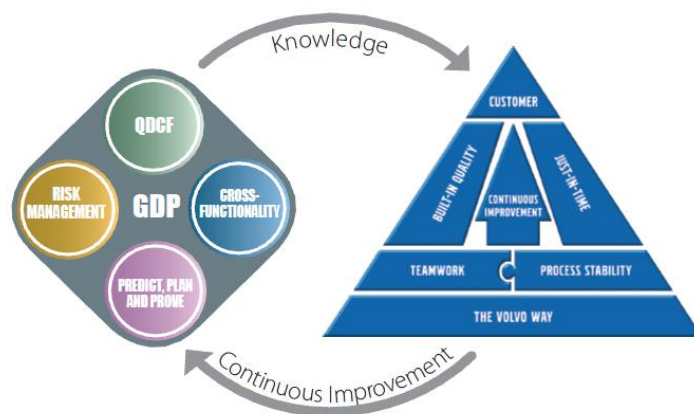 Knowledge
QDCF
RISK
MANAGEMENT
GDP
CROSS-
FUNCTIONALITY
PREDICT, PLAN
AND PROVE
CUSTOMER
BUILT-IN QUALITY
JUST-IN-TIME
CONTINUOUS
IMPROVEMENT
TEAMWORK
PROCESS STABILITY
THE VOLVO WAY
Continuous Improvement